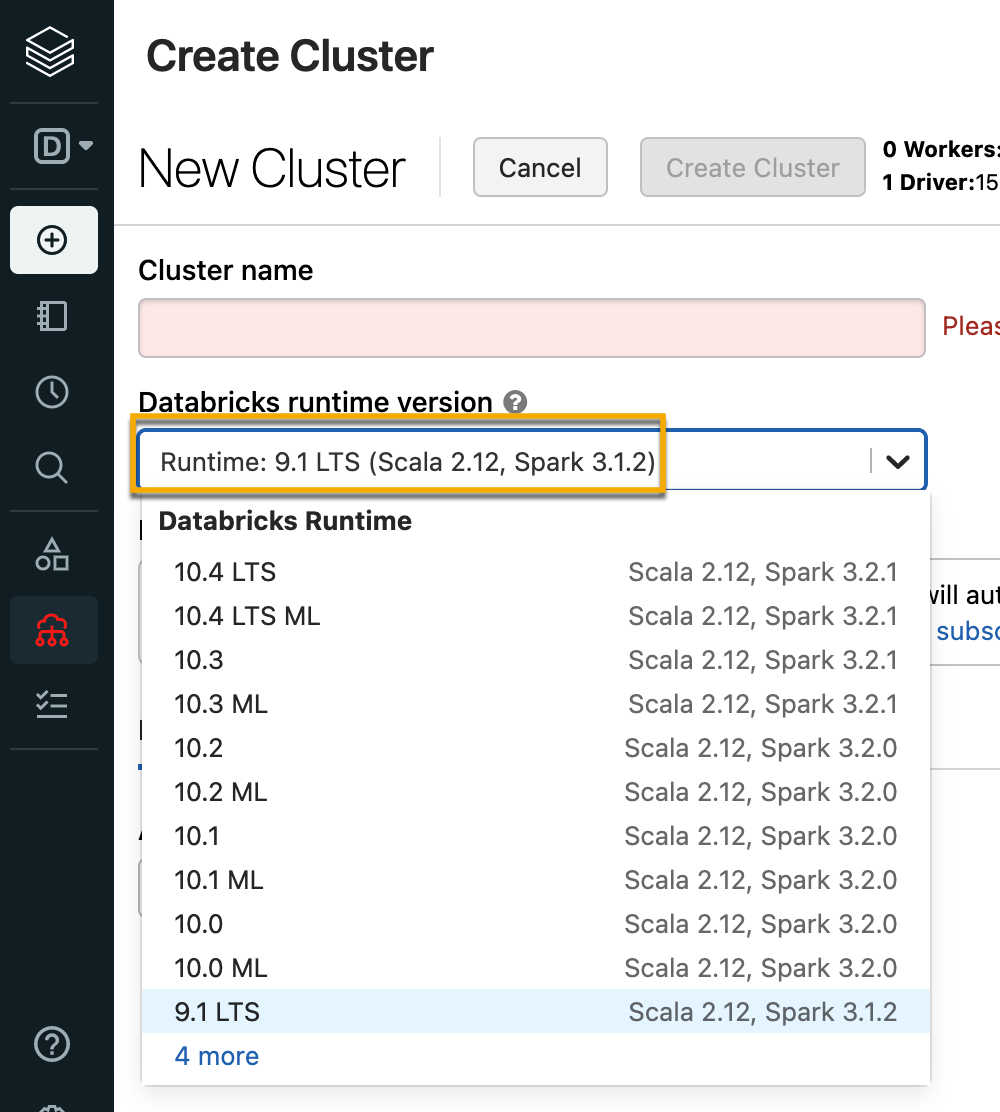 Create Cluster
D
New Cluster
Cancel
Create Cluster
0 Workers:
1 Driver:15
Cluster name
Databricks runtime version ?
Runtime: 9.1 LTS (Scala 2.12, Spark 3.1.2)
Databricks Runtime
10.4 LTS Scala 2.12, Spark 3.2.1
10.4 LTS ML Scala 2.12, Spark 3.2.1
10.3 Scala 2.12, Spark 3.2.1
10.3 ML Scala 2.12, Spark 3.2.1
10.2 Scala 2.12, Spark 3.2.0
10.2 ML Scala 2.12, Spark 3.2.0
10.1 Scala 2.12, Spark 3.2.0
10.1 ML Scala 2.12, Spark 3.2.0
10.0 Scala 2.12, Spark 3.2.0
10.0 ML Scala 2.12, Spark 3.2.0
9.1 LTS Scala 2.12, Spark 3.1.2
4 more